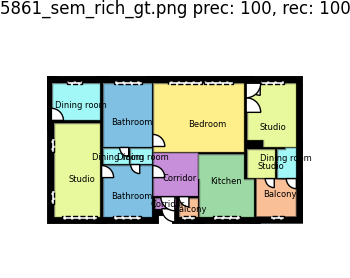 5861_sem_rich_gt.png prec: 100, rec: 100
Dining room
Bathroom
Bedroom
Studio
Dining room
Dining room
Dining room
Studio
Studio
Corridor
Kitchen
Bathroom
Balcony
Corridor
Balcony